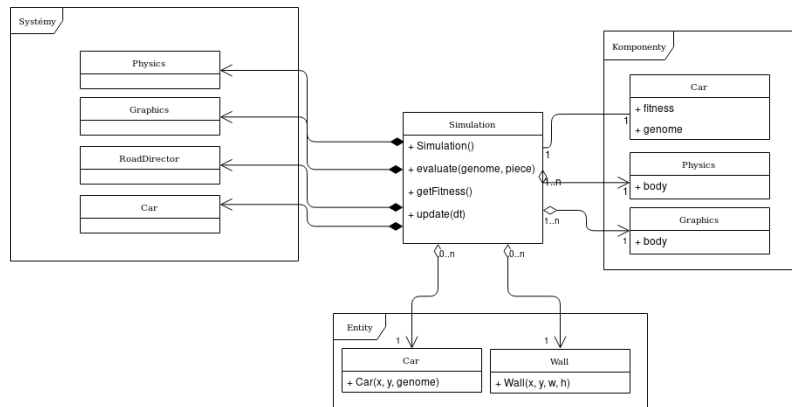 Systémy
Physics
Graphics
RoadDirector
Car
Simulation
+ Simulation()
+ evaluate(genome, piece)
+ getFitness()
+ update(dt)
Komponenty
Car
+ fitness
+ genome
1
1
Physics
+ body
1..n
1
Graphics
+ body
1..n
1
0..n
0..n
Entity
1
1
Car
+ Car(x, y, genome)
Wall
+ Wall(x, y, w, h)